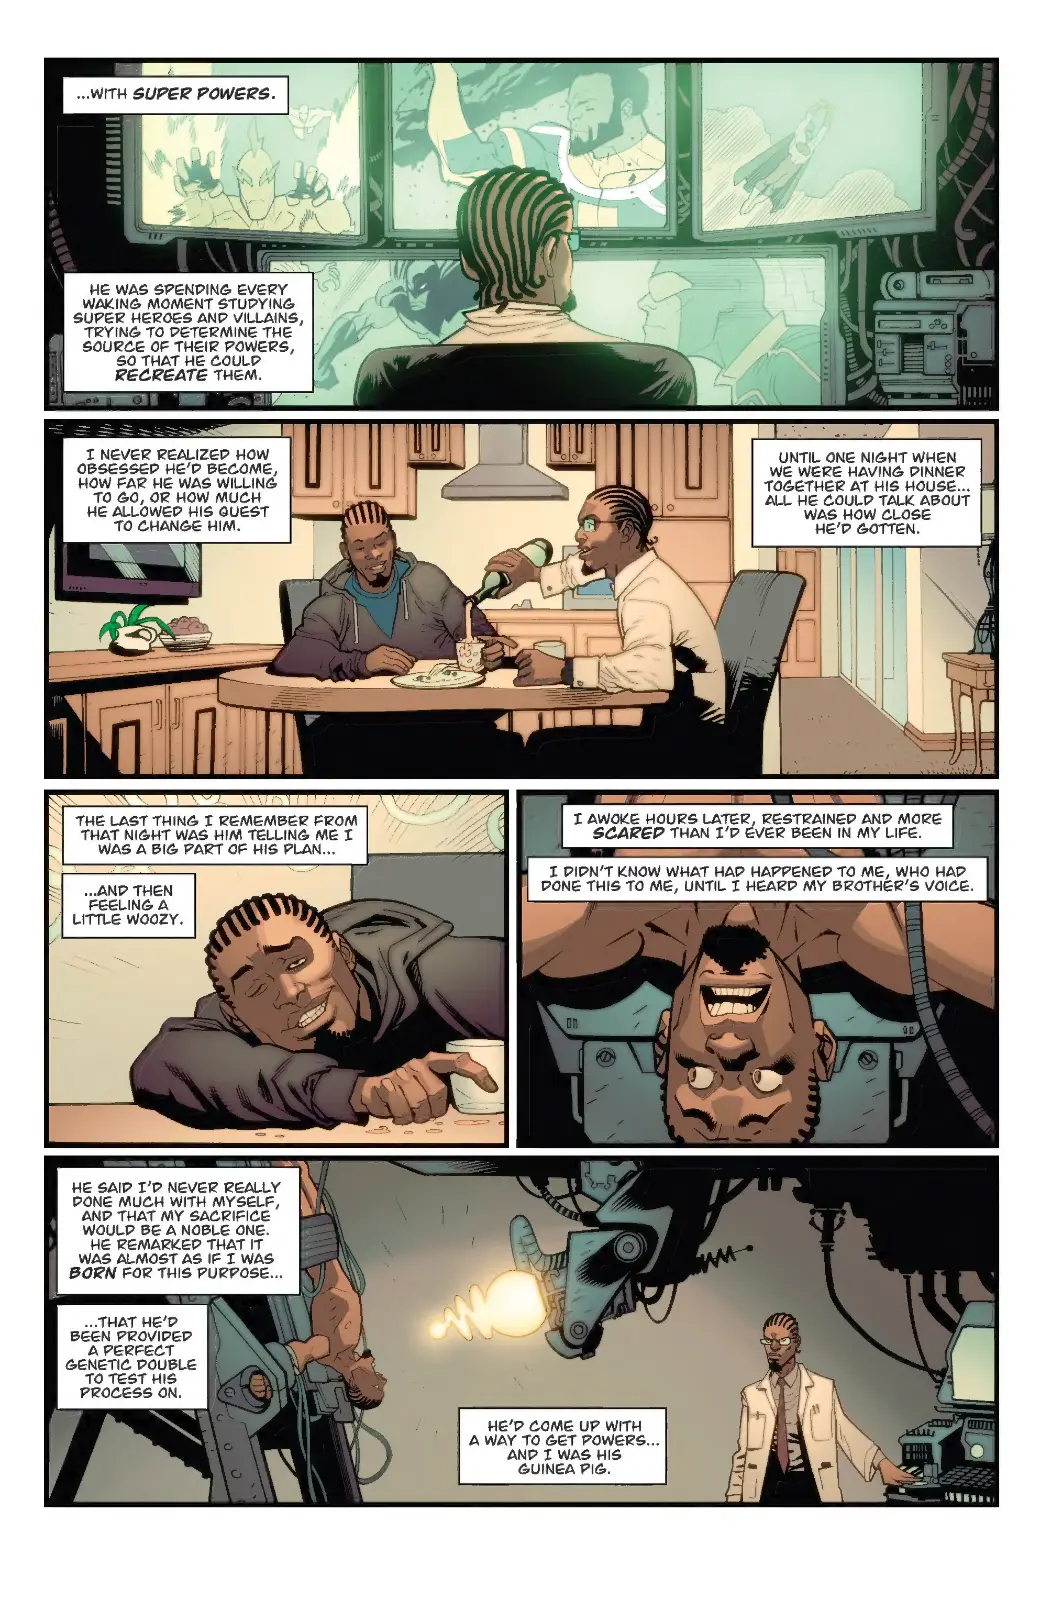 ...WITH SUPER POWERS.
HE WAS SPENDING EVERY
WAKING MOMENT STUDYING
SUPER HEROES AND VILLAINS,
TRYING TO DETERMINE THE
SOURCE OF THEIR POWERS,
SO THAT HE COULD
RECREATE THEM.
I NEVER REALIZED HOW
OBSESSED HE'D BECOME,
HOW FAR HE WAS WILLING
TO GO, OR HOW MUCH
HE ALLOWED HIS QUEST
TO CHANGE HIM.
UNTIL ONE NIGHT WHEN
WE WERE HAVING DINNER
TOGETHER AT HIS HOUSE...
ALL HE COULD TALK ABOUT
WAS HOW CLOSE
HE'D GOTTEN.
THE LAST THING I REMEMBER FROM
THAT NIGHT WAS HIM TELLING ME I
WAS A BIG PART OF HIS PLAN...
...AND THEN
FEELING A
LITTLE WOOZY.
I AWOKE HOURS LATER, RESTRAINED AND MORE
SCARED THAN I'D EVER BEEN IN MY LIFE.
I DIDN'T KNOW WHAT HAD HAPPENED TO ME, WHO HAD
DONE THIS TO ME, UNTIL I HEARD MY BROTHER'S VOICE.
HE SAID I'D NEVER REALLY
DONE MUCH WITH MYSELF,
AND THAT MY SACRIFICE
WOULD BE A NOBLE ONE.
HE REMARKED THAT IT
WAS ALMOST AS IF I WAS
BORN FOR THIS PURPOSE...
...THAT HE'D
BEEN PROVIDED
A PERFECT
GENETIC DOUBLE
TO TEST HIS
PROCESS ON.
HE'D COME UP WITH
A WAY TO GET POWERS...
AND I WAS HIS
GUINEA PIG.